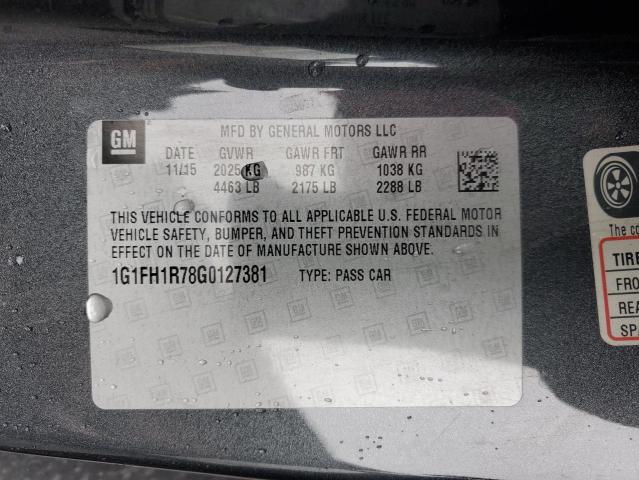 GM
MFD BY GENERAL MOTORS LLC
DATE GVWR GAWR FRT GAWR RR
11/15 2025 KG 987 KG 1038 KG
4463 LB 2175 LB 2288 LB
THIS VEHICLE CONFORMS TO ALL APPLICABLE U.S. FEDERAL MOTOR
VEHICLE SAFETY, BUMPER, AND THEFT PREVENTION STANDARDS IN
EFFECT ON THE DATE OF MANUFACTURE SHOWN ABOVE.
1G1FH1R78G0127381 TYPE: PASS CAR
The
TIRE